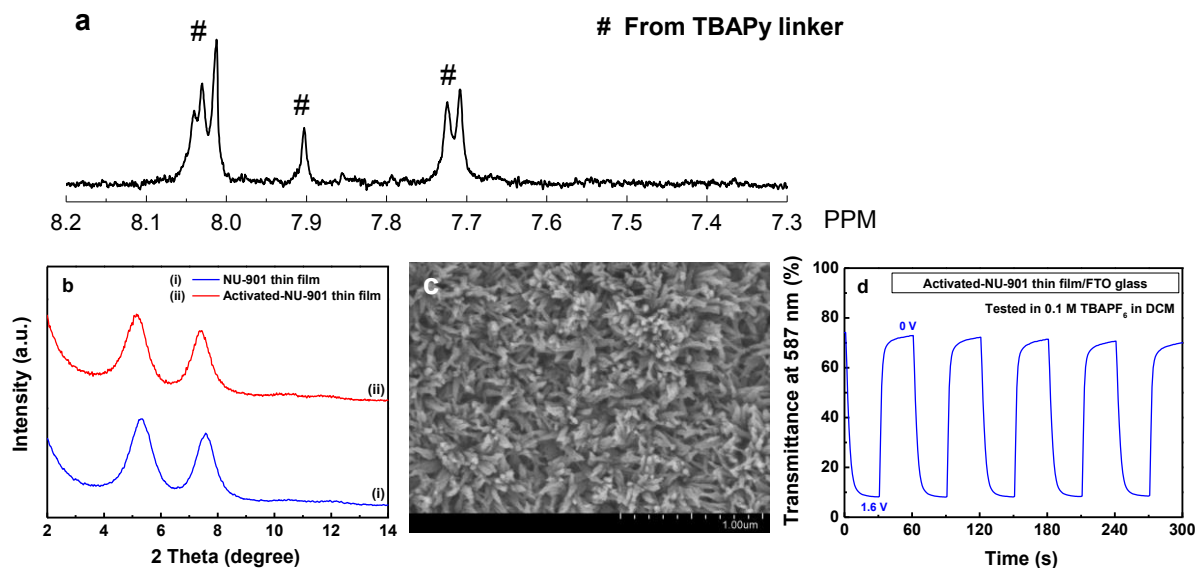 a
# From TBAPy linker
#
#
#
8.2 8.1 8.0 7.9 7.8 7.7 7.6 7.5 7.4 7.3 PPM
b
(i) NU-901 thin film
(ii) Activated-NU-901 thin film
(ii)
(i)
Intensity (a.u.)
2 4 6 8 10 12 14
2 Theta (degree)
c
1.00um
d
Activated-NU-901 thin film/FTO glass
Tested in 0.1 M TBAPF6 in DCM
0 V
1.6 V
Transmittance at 587 nm (%)
100
80
60
40
20
0
0 60 120 180 240 300
Time (s)